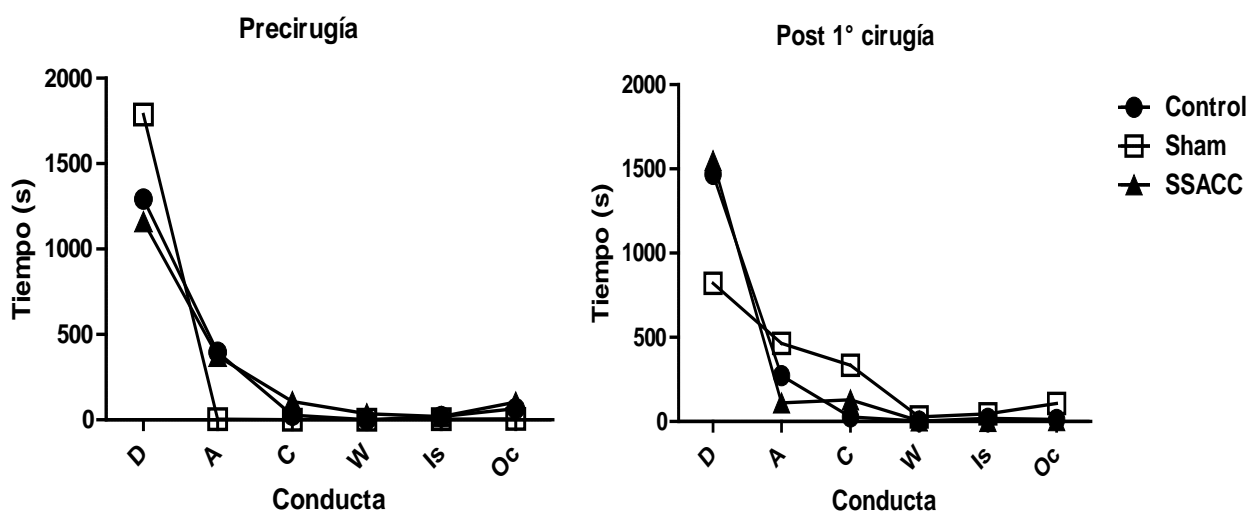 Precirugía
2000
1500
1000
500
0
Tiempo (s)
D A C W Is Oc
Conducta
Post 1° cirugía
2000
1500
1000
500
0
Tiempo (s)
D A C W Is Oc
Conducta
Control
Sham
SSACC